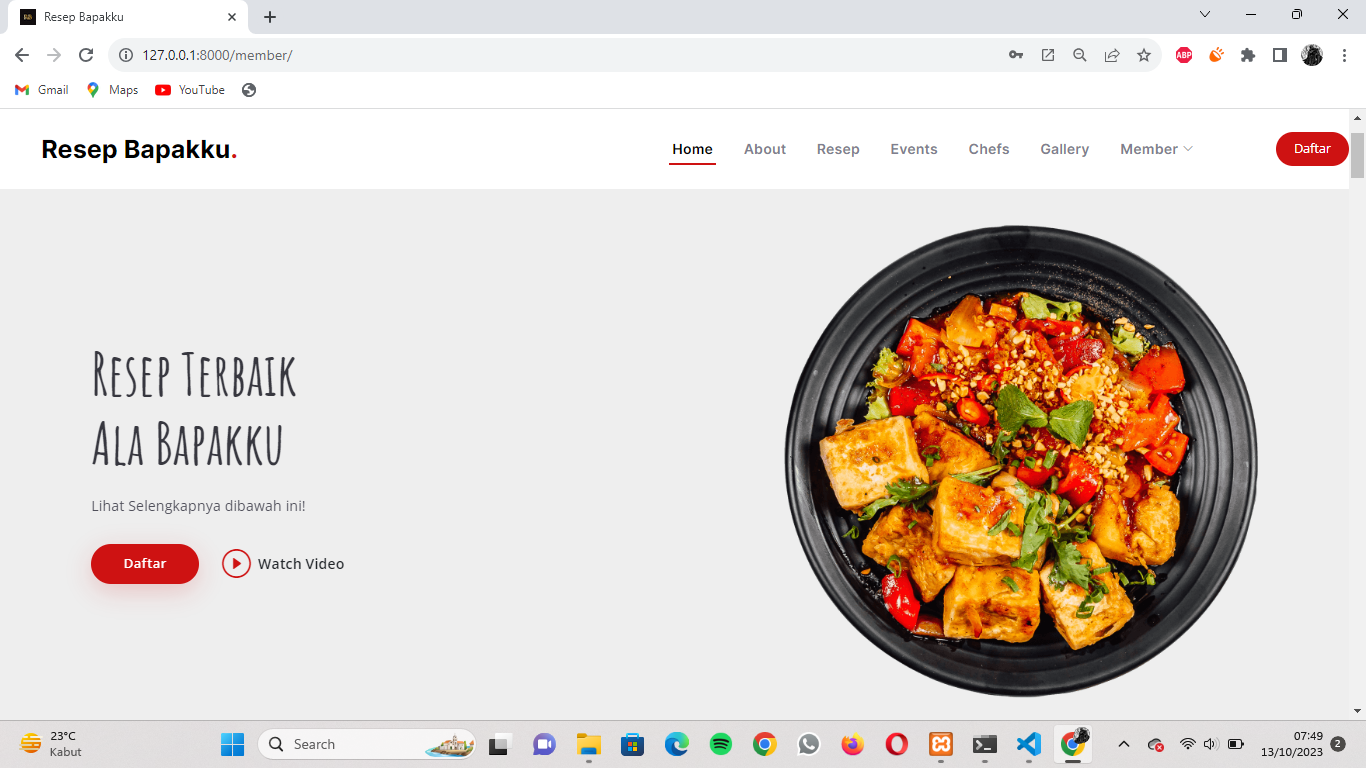 Resep Bapakku
127.0.0.1:8000/member/
ABP
Gmail
Maps
YouTube
Resep Bapakku.
Home
About
Resep
Events
Chefs
Gallery
Member
Daftar
Resep Terbaik
Ala Bapakku
Lihat Selengkapnya dibawah ini!
Daftar
Watch Video
23°C
Kabut
Search
07:49
13/10/2023
2